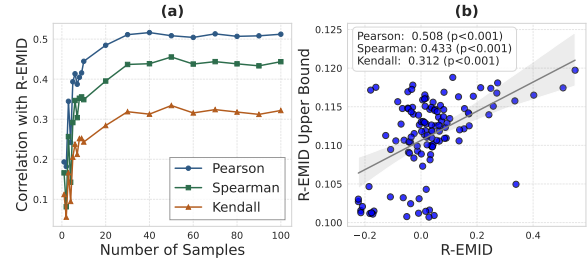 (a)
Correlation with R-EMID
0.5
0.4
0.3
0.2
0.1
0
20
40
60
80
100
Number of Samples
Pearson
Spearman
Kendall
(b)
R-EMID Upper Bound
0.120
0.115
0.110
0.105
0.100
−0.2
0.0
0.2
0.4
R-EMID
Pearson: 0.508 (p<0.001)
Spearman: 0.433 (p<0.001)
Kendall: 0.312 (p<0.001)